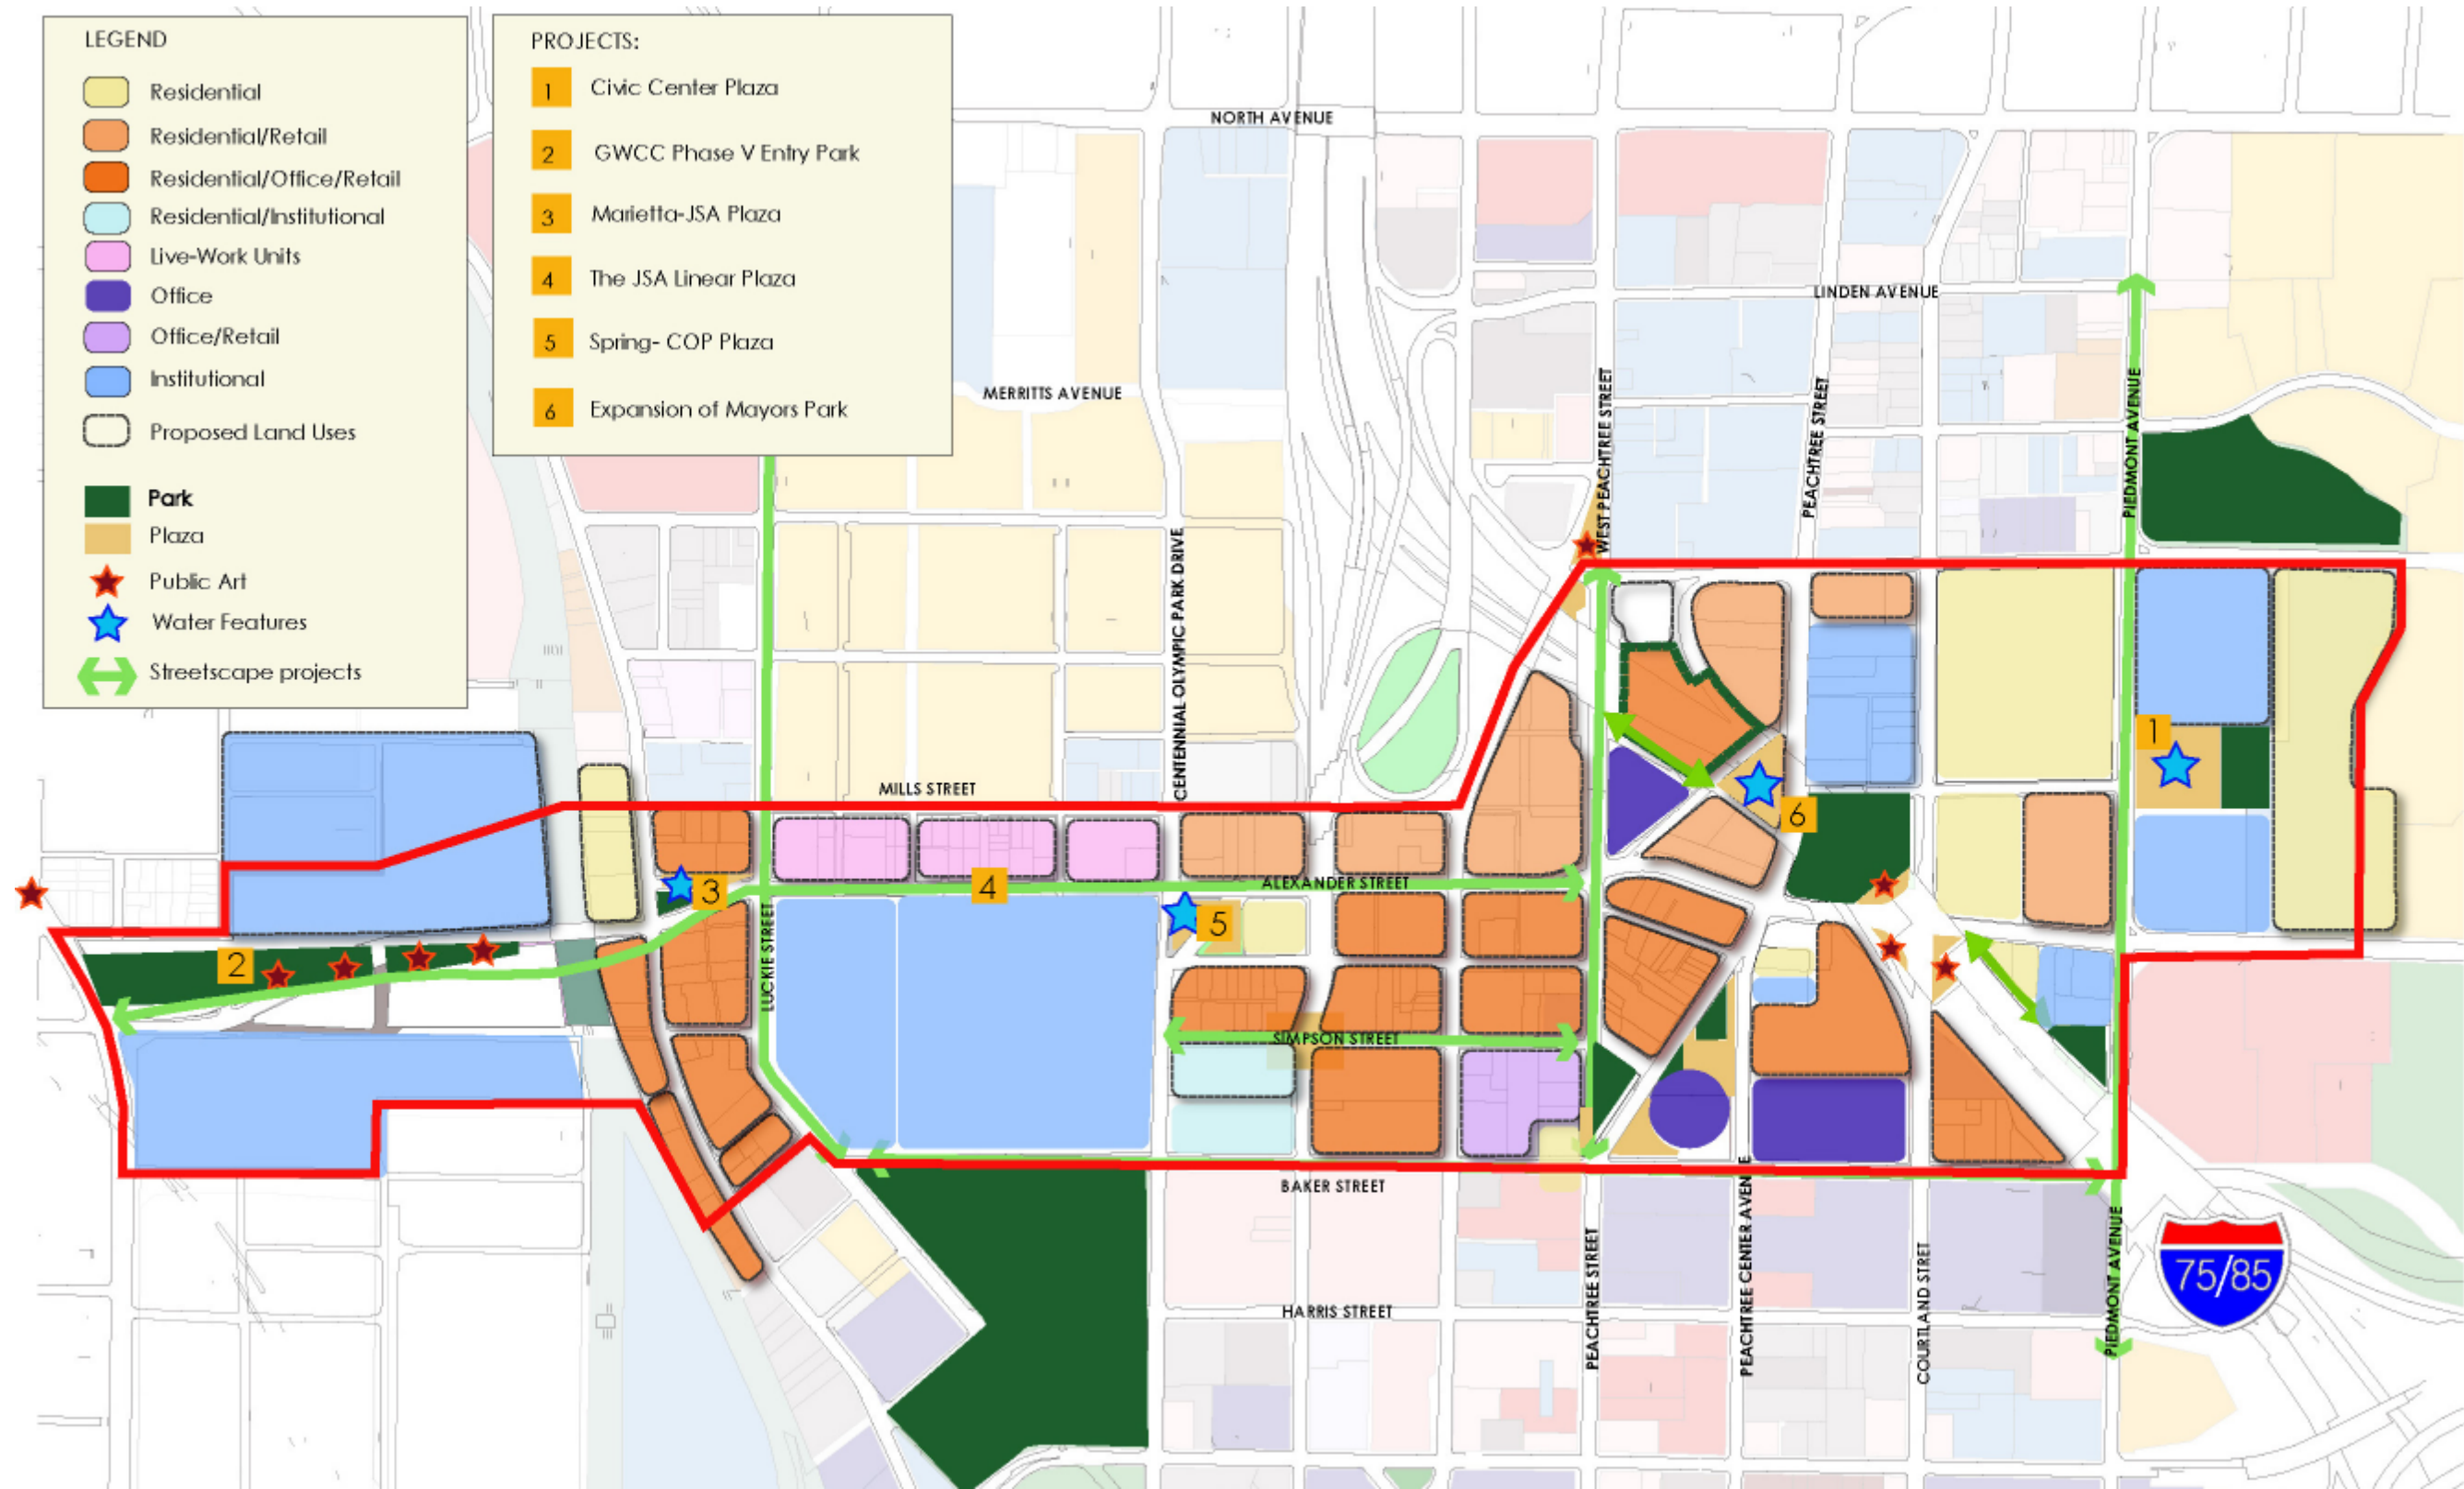 LEGEND
Residential
Residential/Retail
Residential/Office/Retail
Residential/Institutional
Live-Work Units
Office
Office/Retail
Institutional
Proposed Land Uses
Park
Plaza
Public Art
Water Features
Streetscape projects
PROJECTS:
1 Civic Center Plaza
2 GWCC Phase V Entry Park
3 Marietta-JSA Plaza
4 The JSA Linear Plaza
5 Spring- COP Plaza
6 Expansion of Mayors Park
NORTH AVENUE
LINDEN AVENUE
MERRITTS AVENUE
WEST PEACHTREE STREET
PEACHTREE STREET
PIEDMONT AVENUE
CENTENNIAL OLYMPIC PARK DRIVE
MILLS STREET
1
6
3
4
ALEXANDER STREET
5
2
LUCKIE STREET
SIMPSON STREET
BAKER STREET
HARRIS STREET
PEACHTREE STREET
PEACHTREE CENTER AVENE
COURTLAND STRET
PIEDMONT AVENUE
75/85